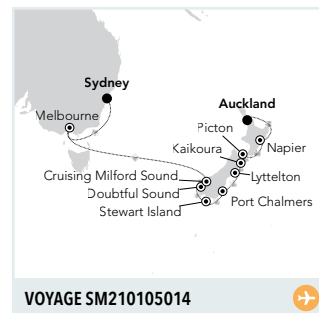 Sydney
Melbourne
Auckland
Picton
Kaikoura
Napier
Cruising Milford Sound
Lyttelton
Doubtful Sound
Port Chalmers
Stewart Island
VOYAGE SM210105014